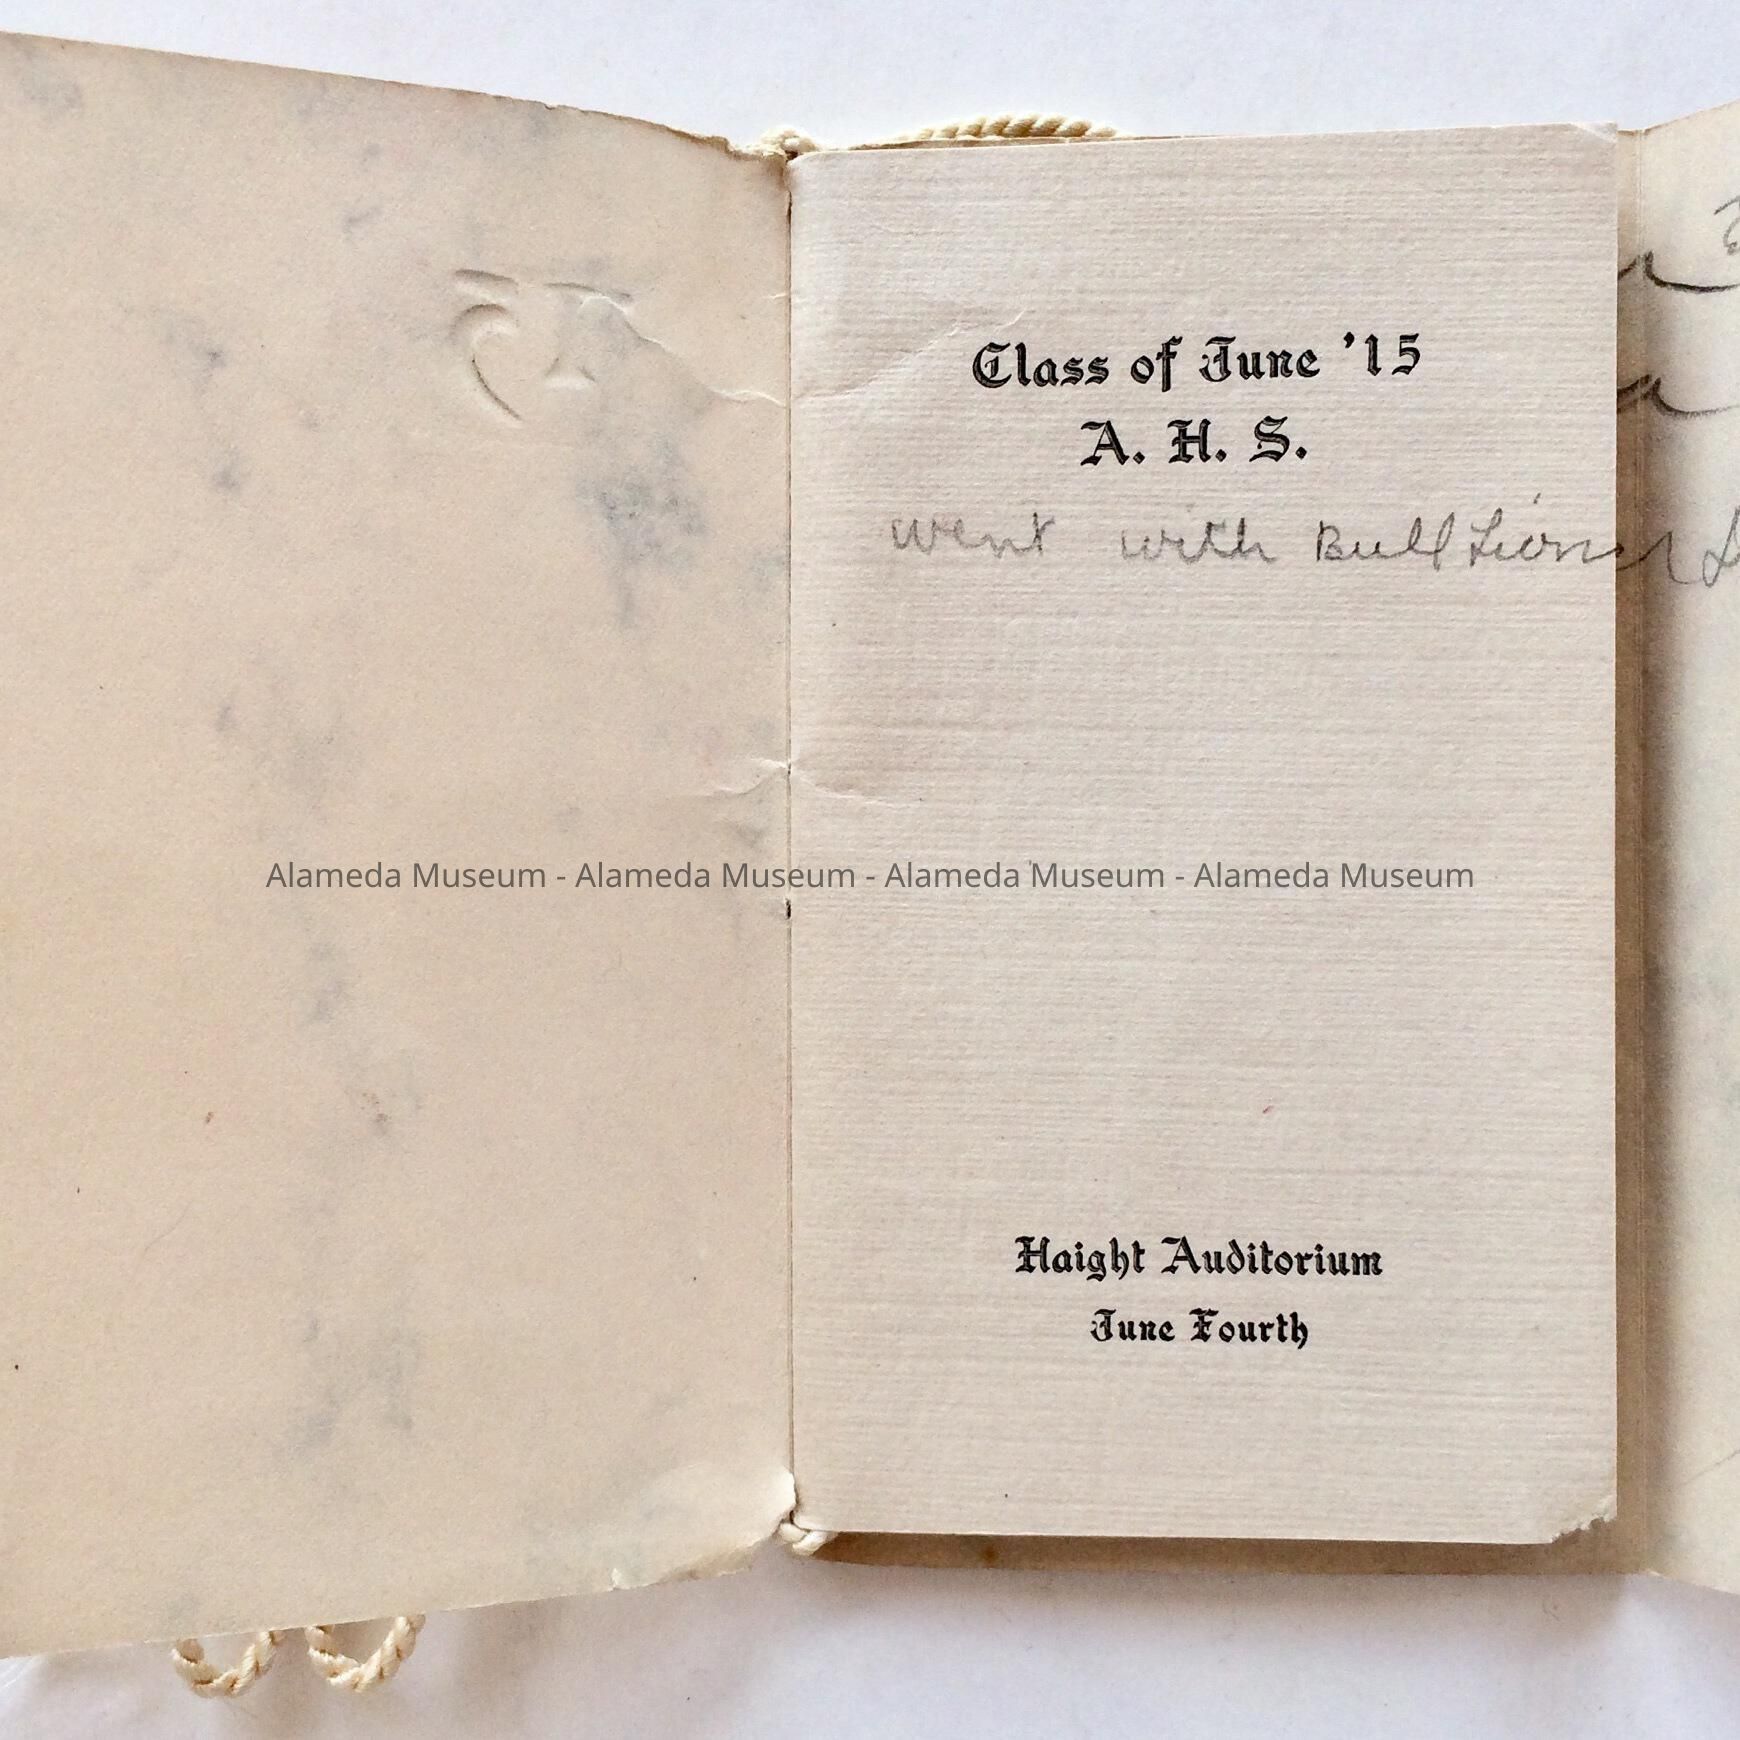 Class of June '15
A. H. S.
went with Bull
Alameda Museum - Alameda Museum - Alameda Museum - Alameda Museum
Haight Auditorium
June Fourth